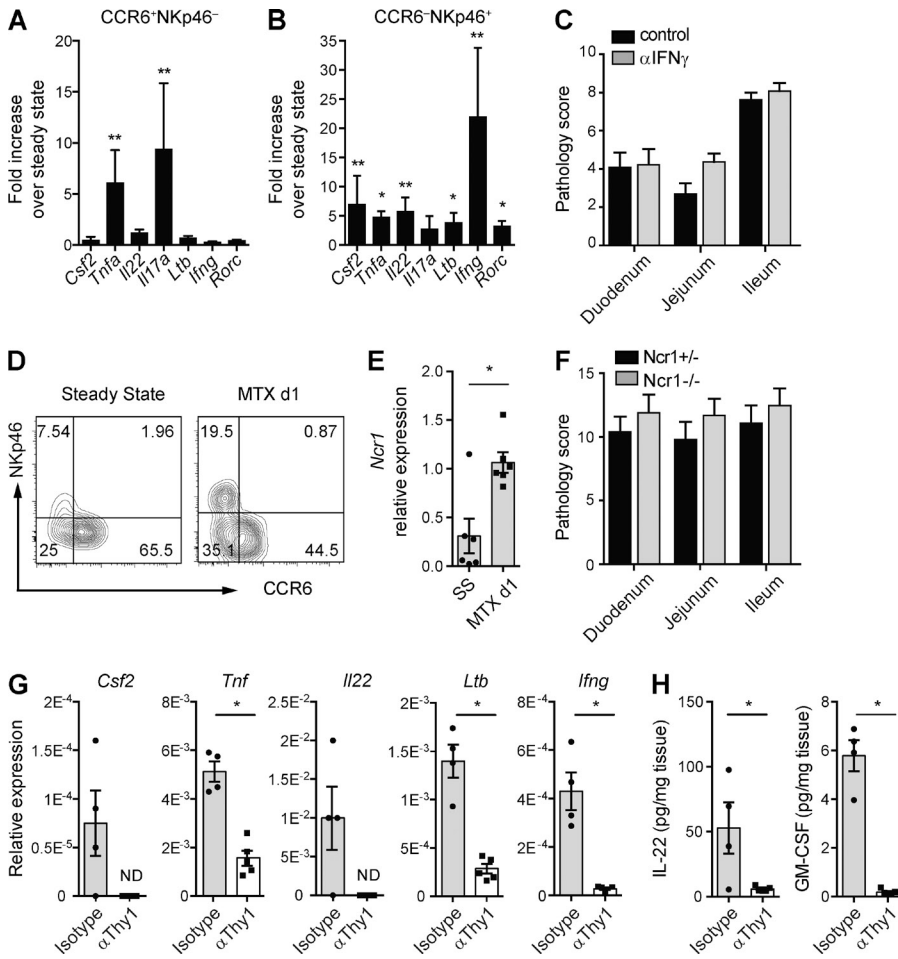 A
CCR6+NKp46−
Fold increase
over steady state
20
15
10
5
0
**
**
Csf2
Tnfa
Il22
Il17a
Ltb
Ifng
Rorc
B
CCR6−NKp46+
Fold increase
over steady state
35
30
25
20
15
10
5
0
**
*
**
*
**
*
Csf2
Tnfa
Il22
Il17a
Ltb
Ifng
Rorc
C
control
αIFNγ
Pathology score
10
8
6
4
2
0
Duodenum
Jejunum
Ileum
D
Steady State
MTX d1
NKp46
7.54
1.96
25
65.5
19.5
0.87
35.1
44.5
CCR6
E
Ncr1
relative expression
2.0
1.5
1.0
0.5
0.0
*
SS
MTX d1
F
Ncr1+/-
Ncr1-/-
Pathology score
15
10
5
0
Duodenum
Jejunum
Ileum
G
Relative expression
Csf2
2E-4
1.5E-4
1E-4
0.5E-5
0
ND
Isotype
αThy1
Tnf
8E-3
6E-3
4E-3
2E-3
0
*
Isotype
αThy1
Il22
2.5E-2
2E-2
1.5E-2
1E-2
5E-3
0
ND
Isotype
αThy1
Ltb
2E-3
1.5E-3
1E-3
5E-4
0
*
Isotype
αThy1
Ifng
8E-4
6E-4
4E-4
2E-4
0
*
Isotype
αThy1
H
IL-22 (pg/mg tissue)
150
100
50
0
*
Isotype
αThy1
GM-CSF (pg/mg tissue)
8
6
4
2
0
*
Isotype
αThy1